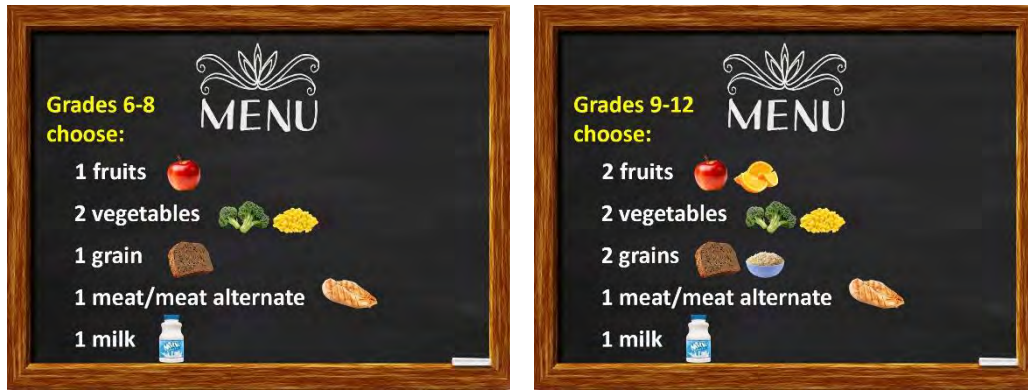 MENU
Grades 6-8
choose:
1 fruits
2 vegetables
1 grain
1 meat/meat alternate
1 milk
MENU
Grades 9-12
choose:
2 fruits
2 vegetables
2 grains
1 meat/meat alternate
1 milk